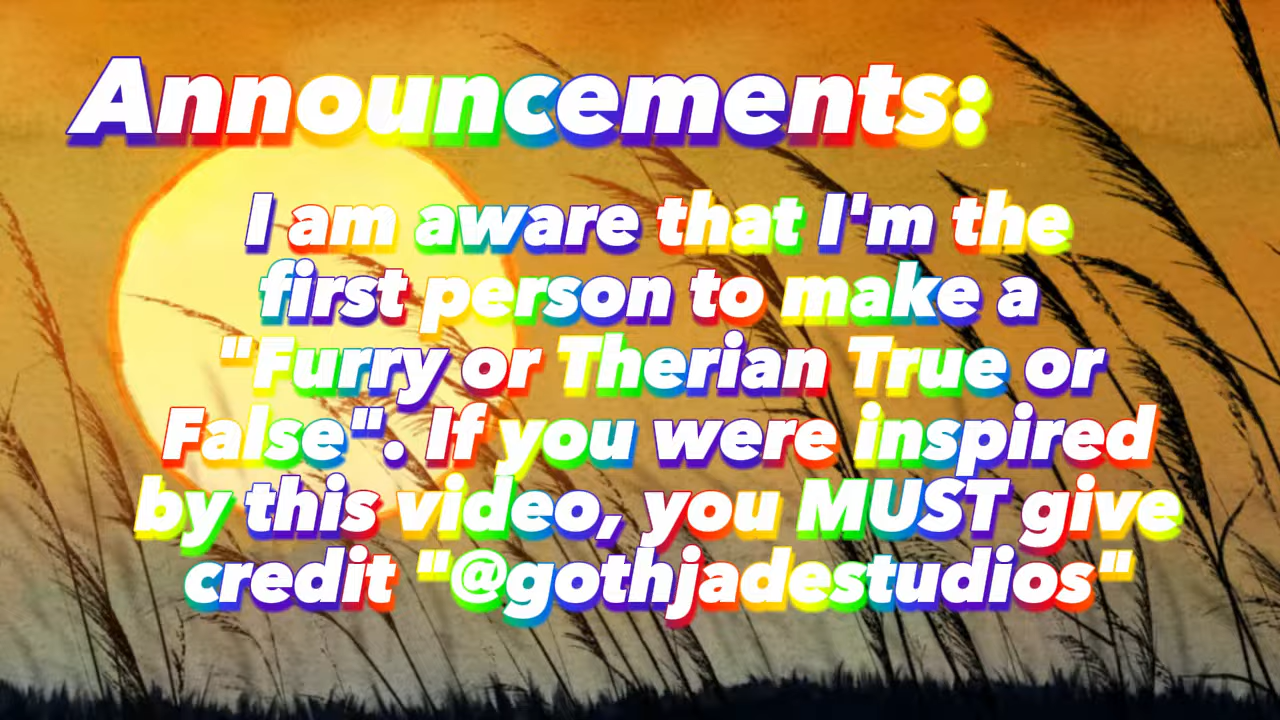 Announcements:
I am aware that I'm the
first person to make a
"Furry or Therian True or
False". If you were inspired
by this video, you MUST give
credit "@gothjadestudios"